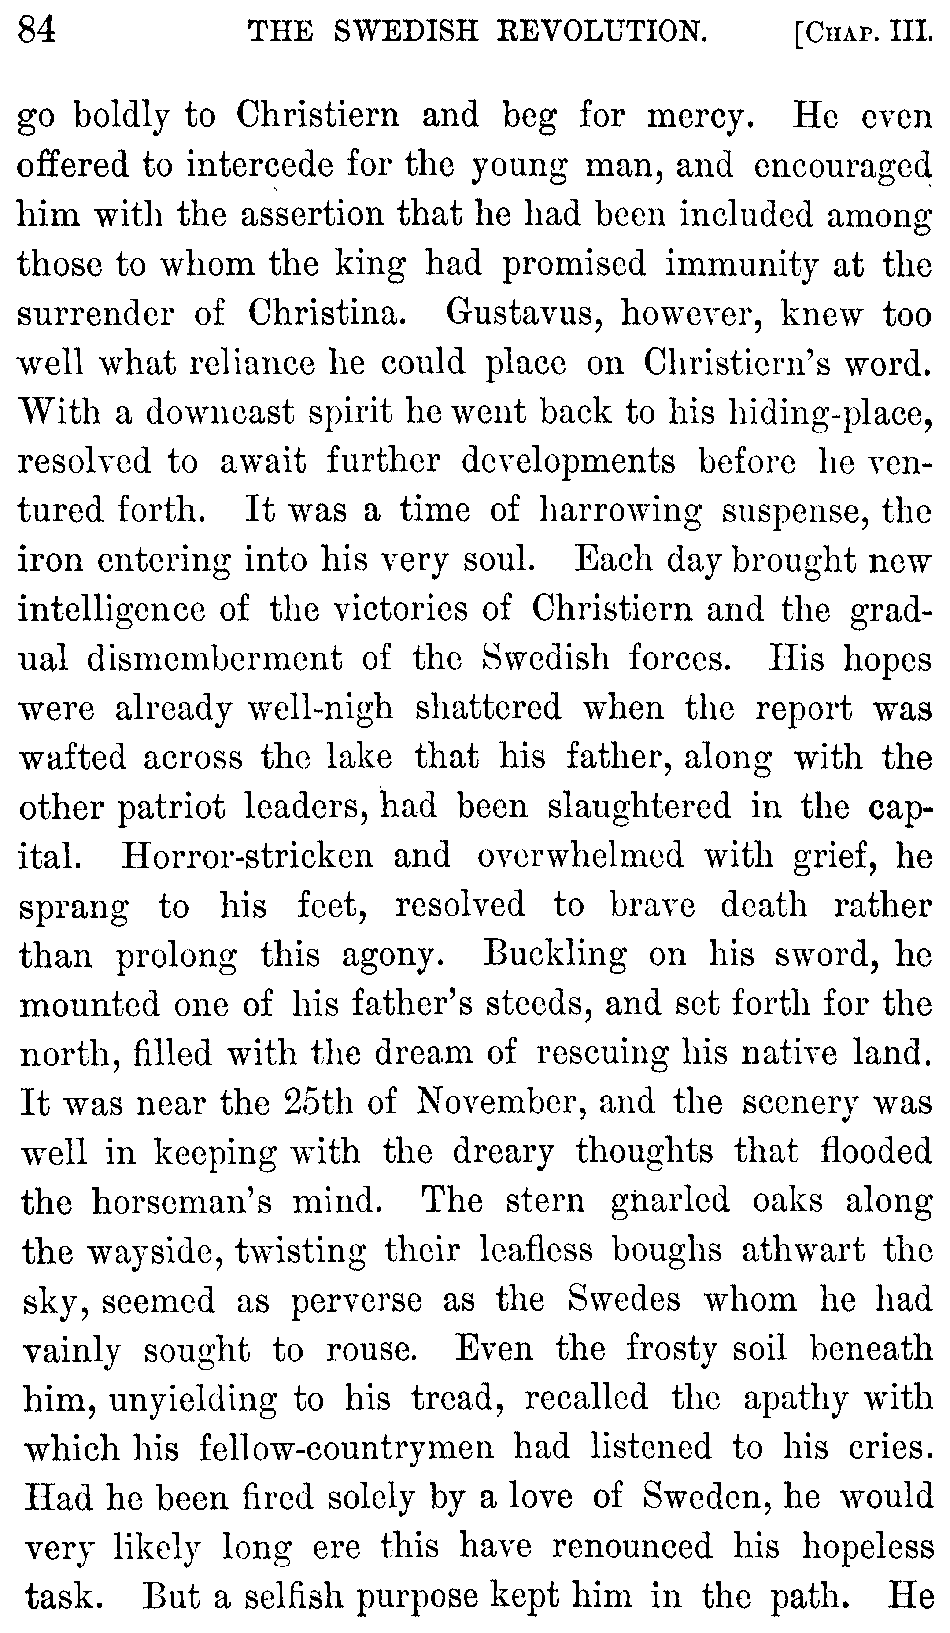 84 THE SWEDISH REVOLUTION. [CHAP. III.
go boldly to Christiern and beg for mercy. He even
offered to intercede for the young man, and encouraged
him with the assertion that he had been included among
those to whom the king had promised immunity at the
surrender of Christina. Gustavus, however, knew too
well what reliance he could place on Christiern's word.
With a downcast spirit he went back to his hiding-place,
resolved to await further developments before he ven-
tured forth. It was a time of harrowing suspense, the
iron entering into his very soul. Each day brought new
intelligence of the victories of Christiern and the grad-
ual dismemberment of the Swedish forces. His hopes
were already well-nigh shattered when the report was
wafted across the lake that his father, along with the
other patriot leaders, had been slaughtered in the cap-
ital. Horror-stricken and overwhelmed with grief, he
sprang to his feet, resolved to brave death rather
than prolong this agony. Buckling on his sword, he
mounted one of his father's steeds, and set forth for the
north, filled with the dream of rescuing his native land.
It was near the 25th of November, and the scenery was
well in keeping with the dreary thoughts that flooded
the horseman's mind. The stern gnarled oaks along
the wayside, twisting their leafless boughs athwart the
sky, seemed as perverse as the Swedes whom he had
vainly sought to rouse. Even the frosty soil beneath
him, unyielding to his tread, recalled the apathy with
which his fellow-countrymen had listened to his cries.
Had he been fired solely by a love of Sweden, he would
very likely long ere this have renounced his hopeless
task. But a selfish purpose kept him in the path. He